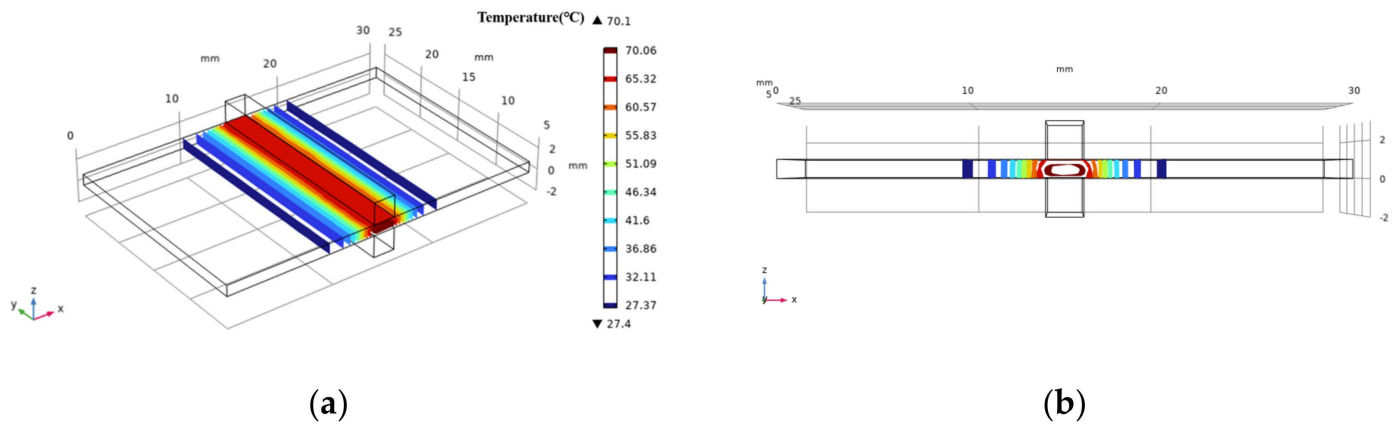 Temperature(℃) ▲ 70.1
70.06
65.32
60.57
55.83
51.09
46.34
41.6
36.86
32.11
27.37
▼ 27.4
0
10
mm
20
30
25
20
mm
15
10
5
2
0 mm
-2
z
y
x
(a)
mm
mm
5 25 0
10
20
30
2
0
-2
z
y
x
(b)